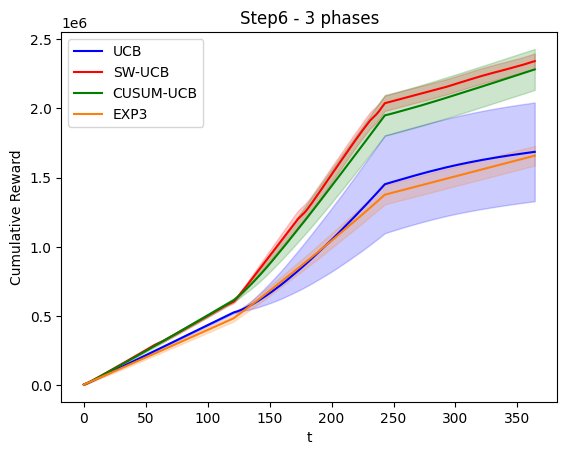 Step6 - 3 phases
1e6
2.5
2.0
1.5
1.0
0.5
0.0
Cumulative Reward
UCB
SW-UCB
CUSUM-UCB
EXP3
0 50 100 150 200 250 300 350
t